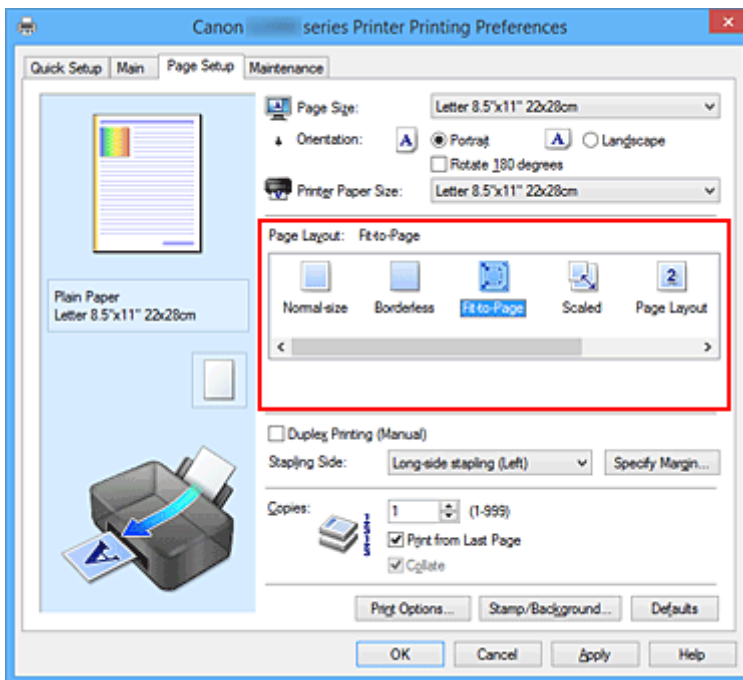 Canon series Printer Printing Preferences
Quick Setup Main Page Setup Maintenance
Page Size: Letter 8.5"x11" 22x28cm
Orientation: A Portrait A Landscape
Rotate 180 degrees
Printer Paper Size: Letter 8.5"x11" 22x28cm
Page Layout: Fit-to-Page
Normal-size Borderless Fit-to-Page Scaled 2 Page Layout
Plain Paper
Letter 8.5"x11" 22x28cm
Duplex Printing (Manual)
Stapling Side: Long-side stapling (Left) Specify Margin...
Copies: 1 (1-999)
Print from Last Page
Collate
A
Print Options... Stamp/Background... Defaults
OK Cancel Apply Help